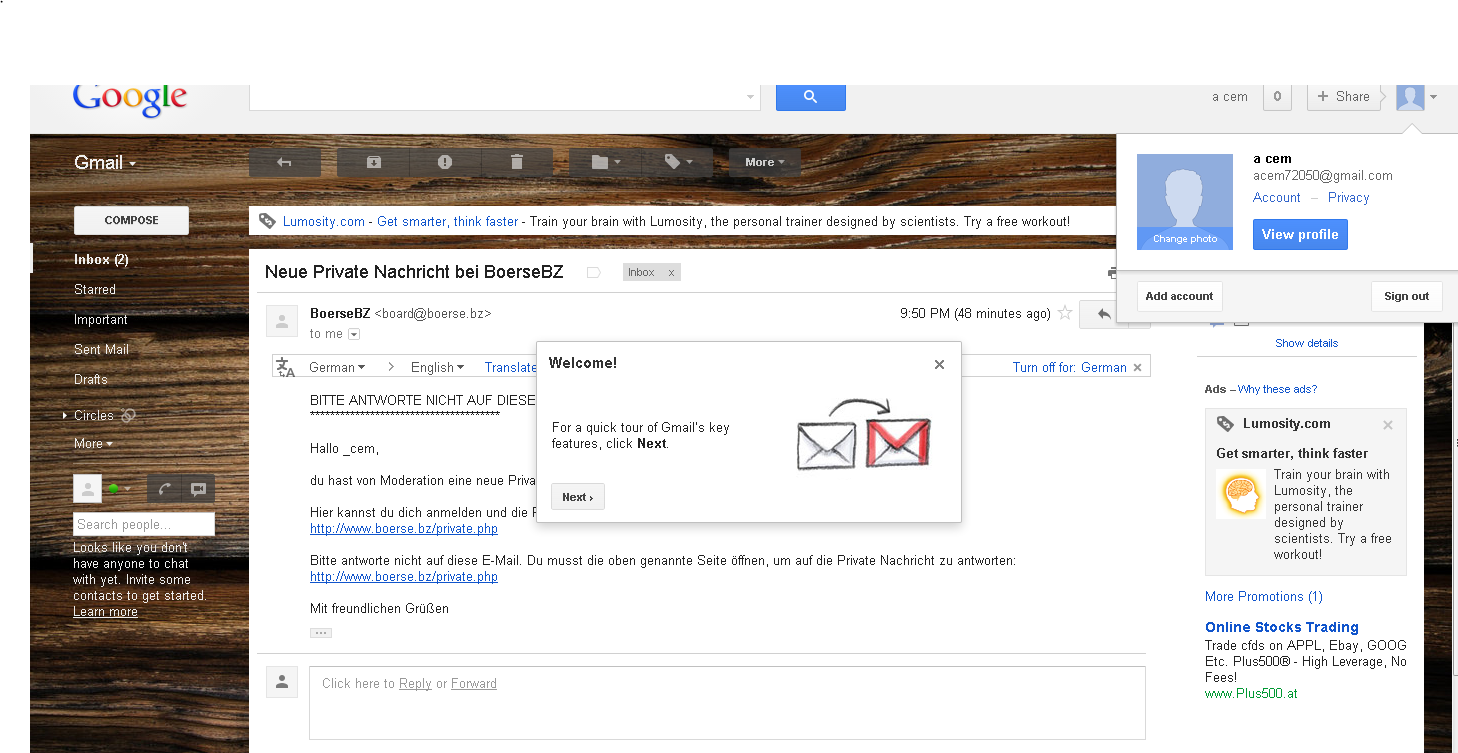 Google
a cem
0
+ Share
Gmail
More
a cem
acem72050@gmail.com
Account – Privacy
Change photo
View profile
Add account
Sign out
COMPOSE
Inbox (2)
Starred
Important
Sent Mail
Drafts
Circles
More
Search people...
Looks like you don't
have anyone to chat
with yet. Invite some
contacts to get started.
Learn more
Lumosity.com - Get smarter, think faster - Train your brain with Lumosity, the personal trainer designed by scientists. Try a free workout!
Neue Private Nachricht bei BoerseBZ
Inbox x
BoerseBZ <board@boerse.bz>
9:50 PM (48 minutes ago)
to me
German > English Translate
Turn off for: German x
BITTE ANTWORTE NICHT AUF DIESE
**************************************
Hallo _cem,
du hast von Moderation eine neue Priva
Hier kannst du dich anmelden und die
http://www.boerse.bz/private.php
Bitte antworte nicht auf diese E-Mail. Du musst die oben genannte Seite öffnen, um auf die Private Nachricht zu antworten:
http://www.boerse.bz/private.php
Mit freundlichen Grüßen
Click here to Reply or Forward
Welcome!
For a quick tour of Gmail's key
features, click Next.
Next ›
Show details
Ads – Why these ads?
Lumosity.com
Get smarter, think faster
Train your brain with
Lumosity, the
personal trainer
designed by
scientists. Try a free
workout!
More Promotions (1)
Online Stocks Trading
Trade cfds on APPL, Ebay, GOOG
Etc. Plus500® - High Leverage, No
Fees!
www.Plus500.at